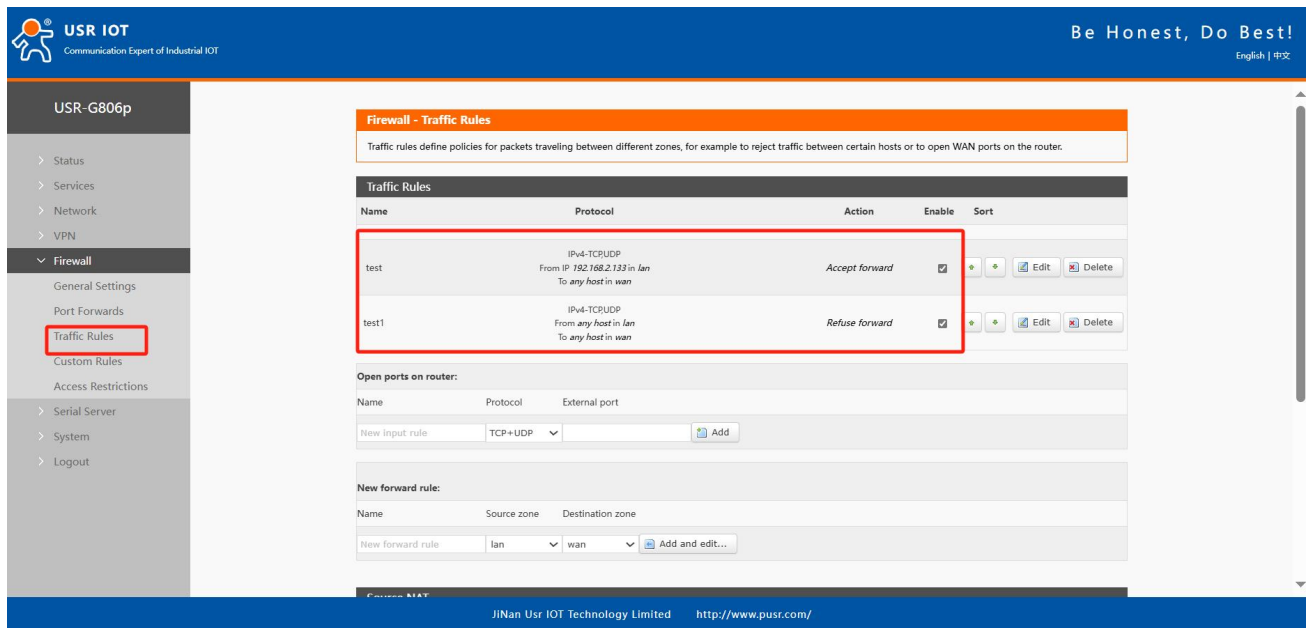 USR IOT
Communication Expert of Industrial IOT
Be Honest, Do Best!
English | 中文
USR-G806p
Status
Services
Network
VPN
Firewall
General Settings
Port Forwards
Traffic Rules
Custom Rules
Access Restrictions
Serial Server
System
Logout
Firewall - Traffic Rules
Traffic rules define policies for packets traveling between different zones, for example to reject traffic between certain hosts or to open WAN ports on the router.
Traffic Rules
Name Protocol Action Enable Sort
IPv4-TCP,UDP
test From IP 192.168.2.133 in lan Accept forward Edit Delete
To any host in wan
IPv4-TCP,UDP
test1 From any host in lan Refuse forward Edit Delete
To any host in wan
Open ports on router:
Name Protocol External port
New input rule TCP+UDP Add
New forward rule:
Name Source zone Destination zone
New forward rule lan wan Add and edit...
Source NAT
JiNan Usr IOT Technology Limited http://www.pusr.com/